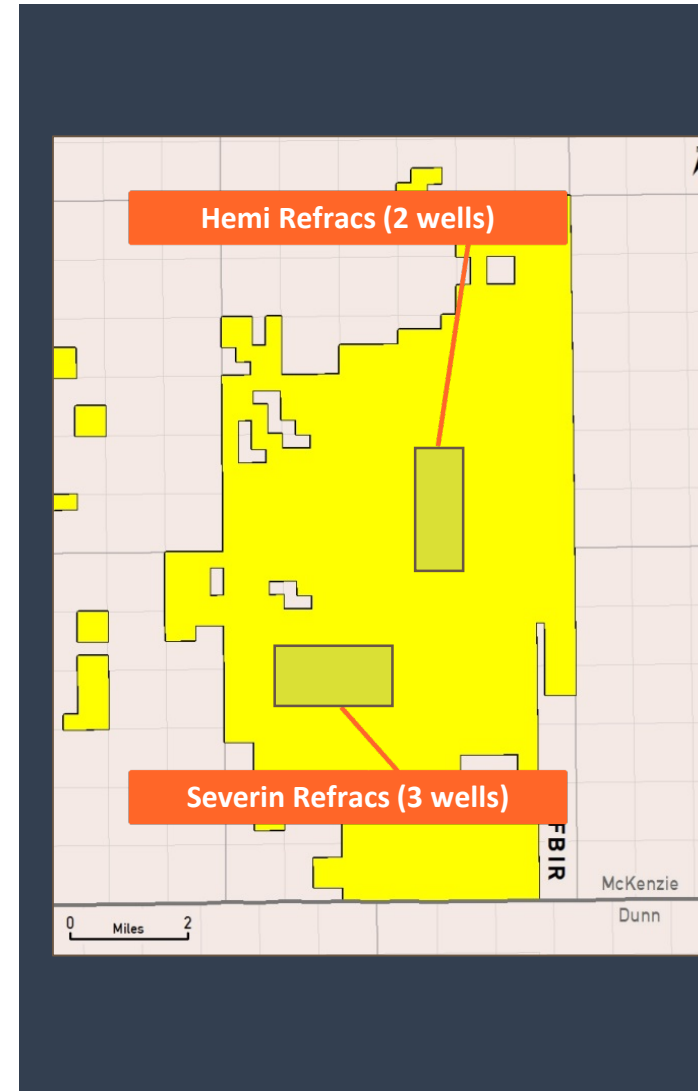 Hemi Refracs (2 wells)
Severin Refracs (3 wells)
FBIR
McKenzie
Dunn
0 Miles 2